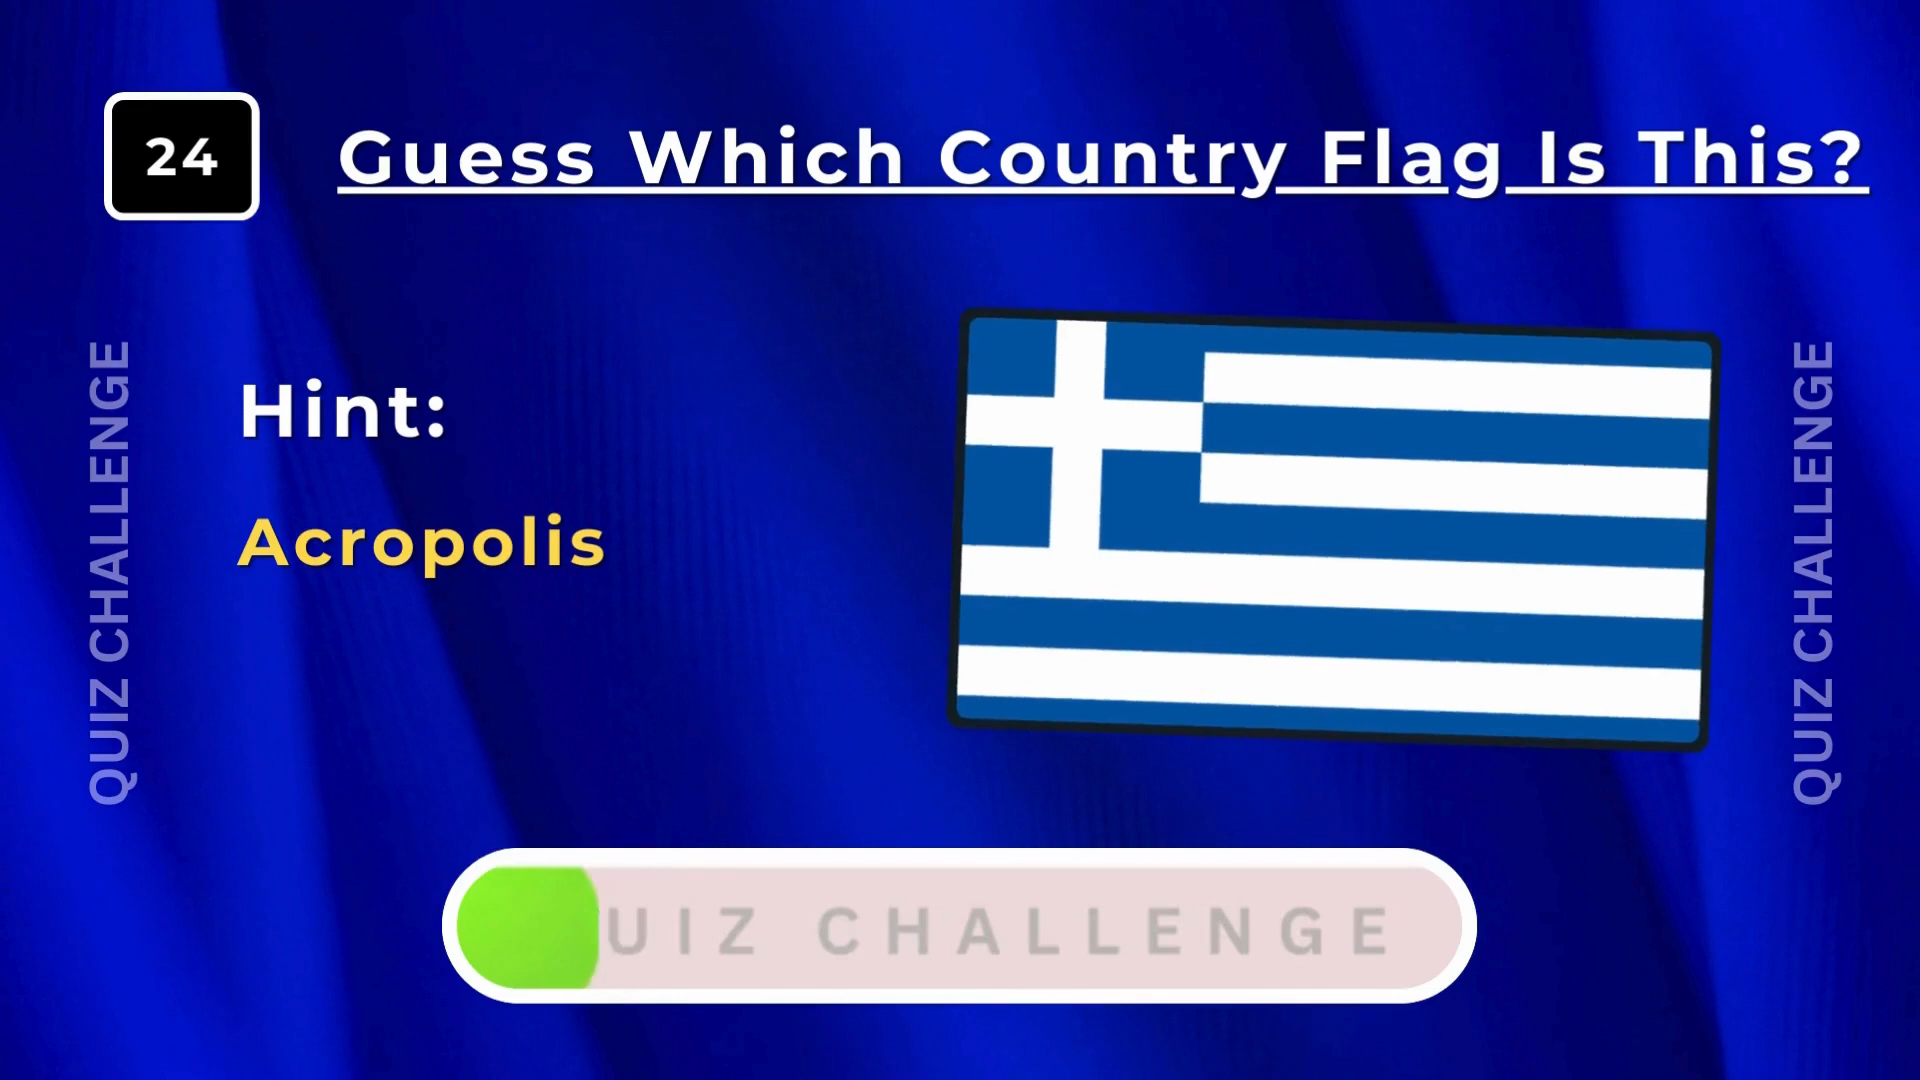 24
Guess Which Country Flag Is This?
Hint:
Acropolis
QUIZ CHALLENGE
QUIZ CHALLENGE
UIZ CHALLENGE